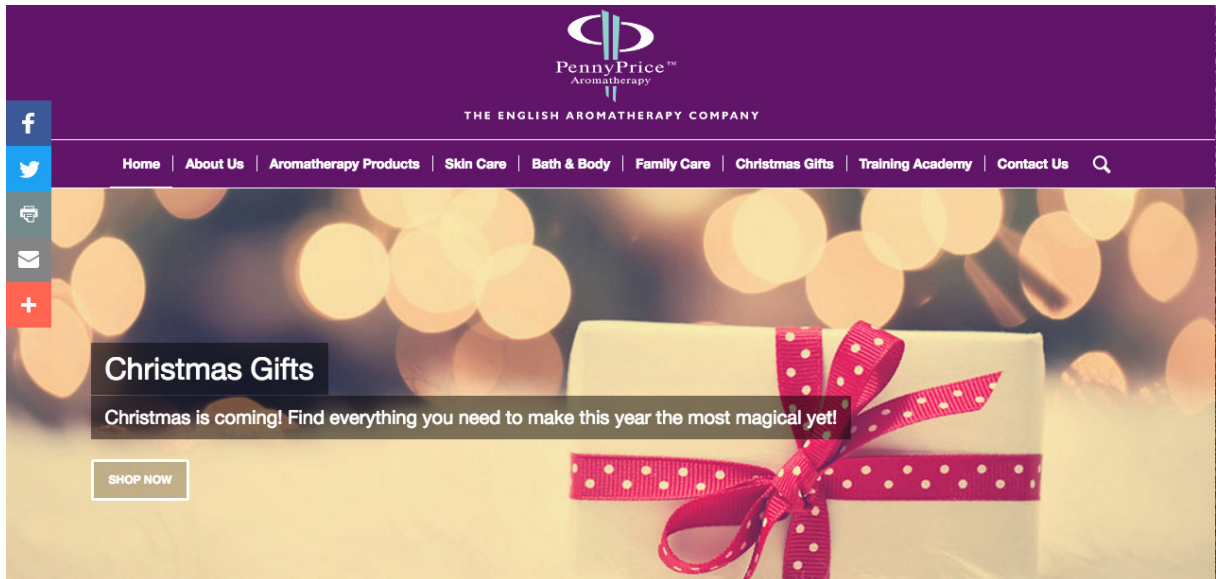 PennyPrice™
Aromatherapy
THE ENGLISH AROMATHERAPY COMPANY
Home | About Us | Aromatherapy Products | Skin Care | Bath & Body | Family Care | Christmas Gifts | Training Academy | Contact Us
Christmas Gifts
Christmas is coming! Find everything you need to make this year the most magical yet!
SHOP NOW